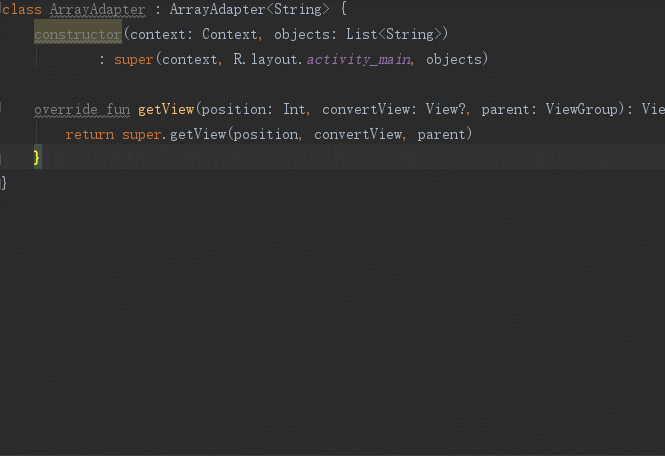 class ArrayAdapter : ArrayAdapter<String> {
constructor(context: Context, objects: List<String>)
: super(context, R.layout.activity_main, objects)
override fun getView(position: Int, convertView: View?, parent: ViewGroup): Vie
return super.getView(position, convertView, parent)
}
}